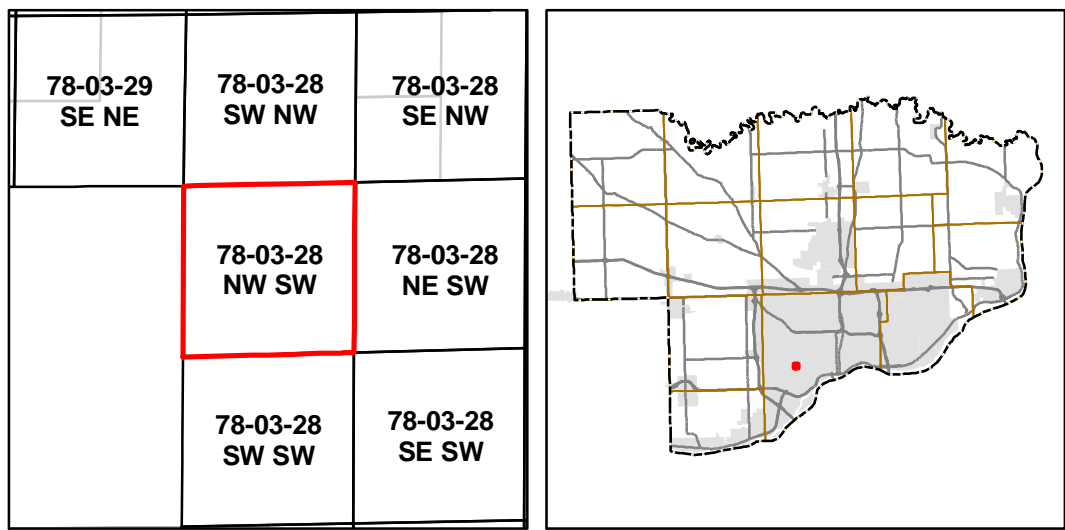 78-03-29
SE NE
78-03-28
SW NW
78-03-28
SE NW
78-03-28
NW SW
78-03-28
NE SW
78-03-28
SW SW
78-03-28
SE SW